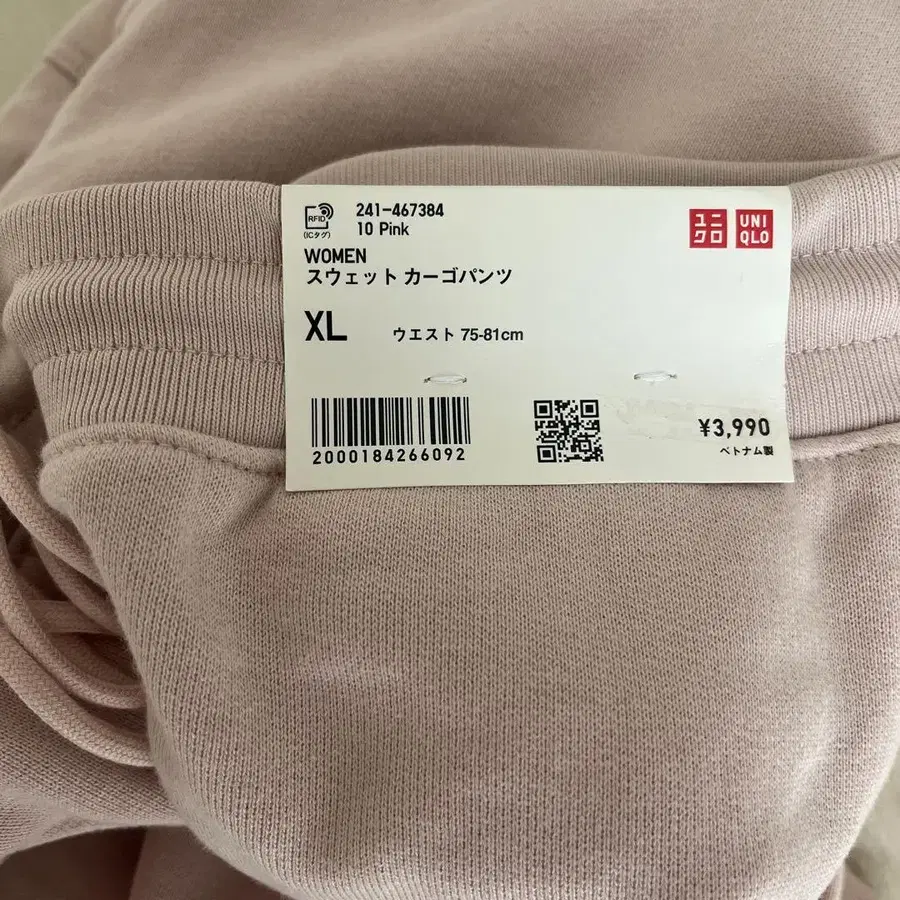 RFID
(ICタグ)
241-467384
10 Pink
ユニ
クロ
UNI
QLO
WOMEN
スウェット カーゴパンツ
XL
ウエスト 75-81cm
2000184266092
¥3,990
ベトナム製